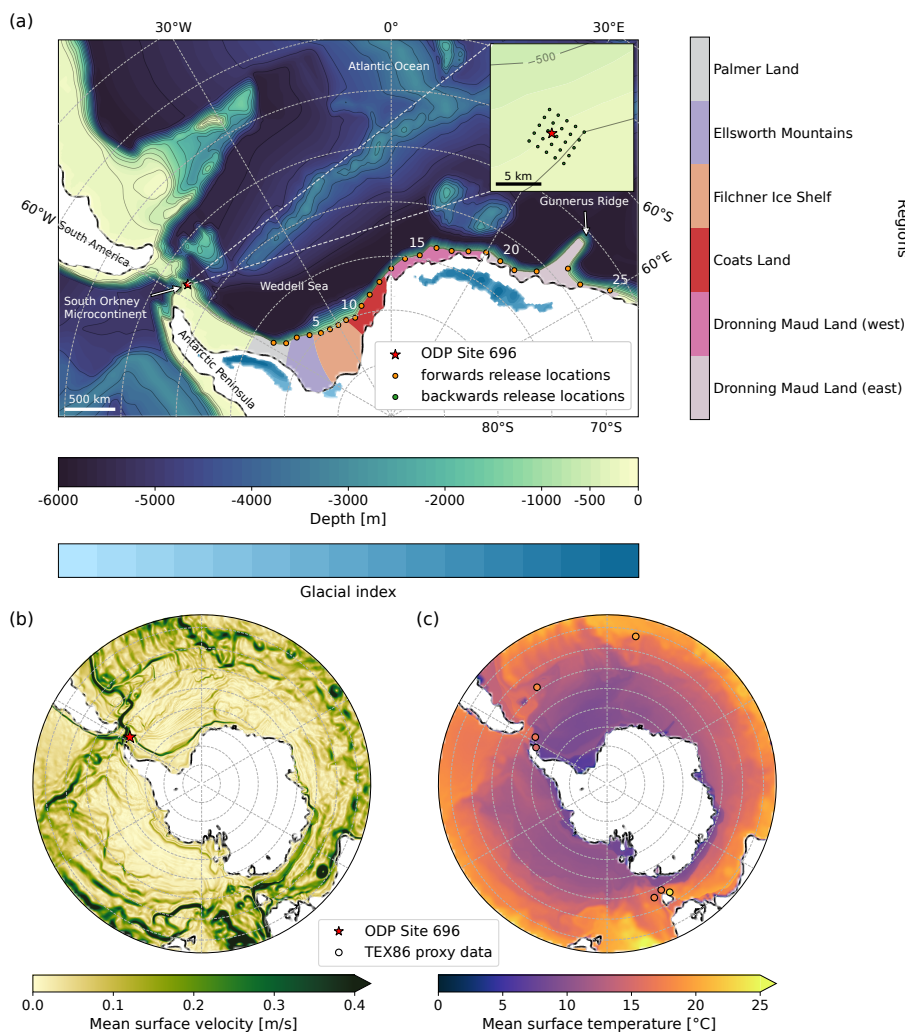 (a)
30°W
0°
30°E
Atlantic Ocean
−500
5 km
Gunnerus Ridge
60°W
60°S
60°E
South America
15
20
25
Weddell Sea
South Orkney
Microcontinent
10
5
Antarctic Peninsula
ODP Site 696
forwards release locations
backwards release locations
500 km
80°S
70°S
Palmer Land
Ellsworth Mountains
Filchner Ice Shelf
Coats Land
Dronning Maud Land (west)
Dronning Maud Land (east)
Regions
-6000 -5000 -4000 -3000 -2000 -1000 -500 0
Depth [m]
Glacial index
(b)
(c)
ODP Site 696
TEX86 proxy data
0.0 0.1 0.2 0.3 0.4
Mean surface velocity [m/s]
0 5 10 15 20 25
Mean surface temperature [°C]